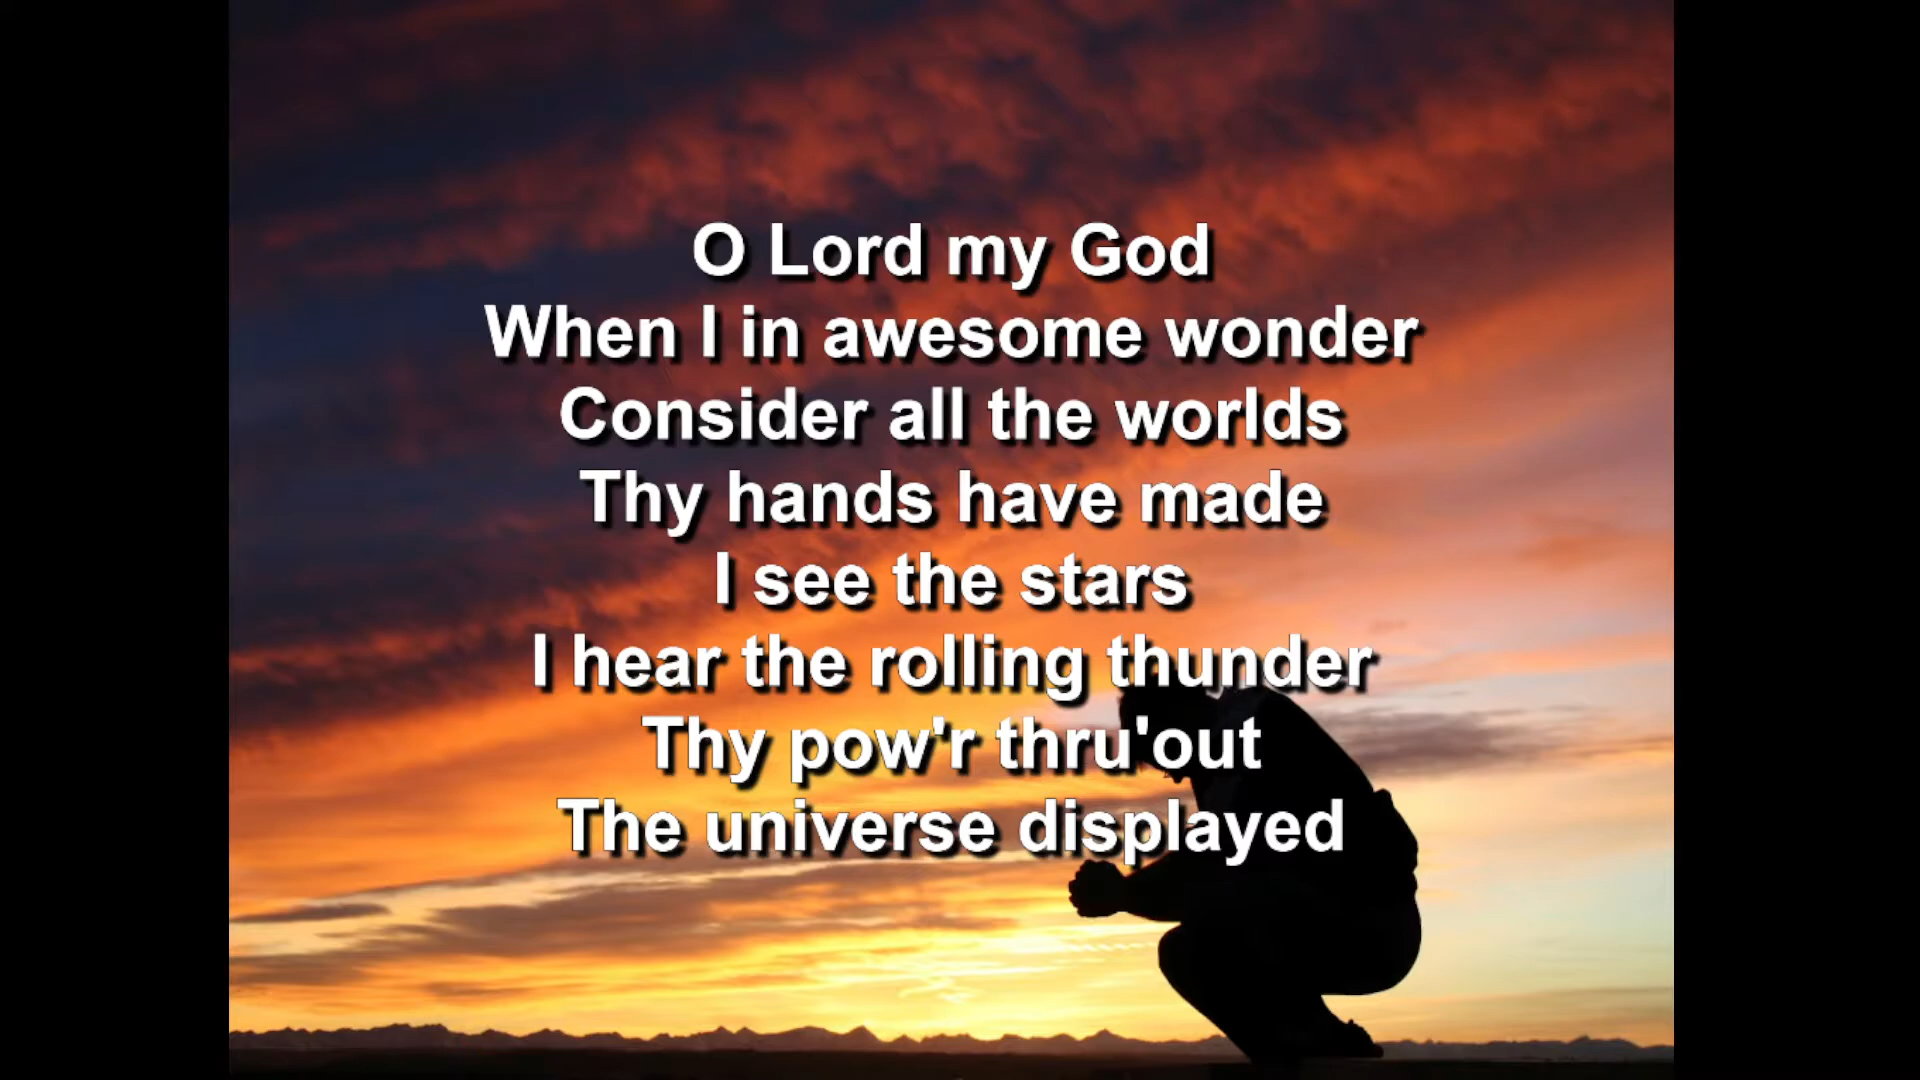 O Lord my God
When I in awesome wonder
Consider all the worlds
Thy hands have made
I see the stars
I hear the rolling thunder
Thy pow'r thru'out
The universe displayed